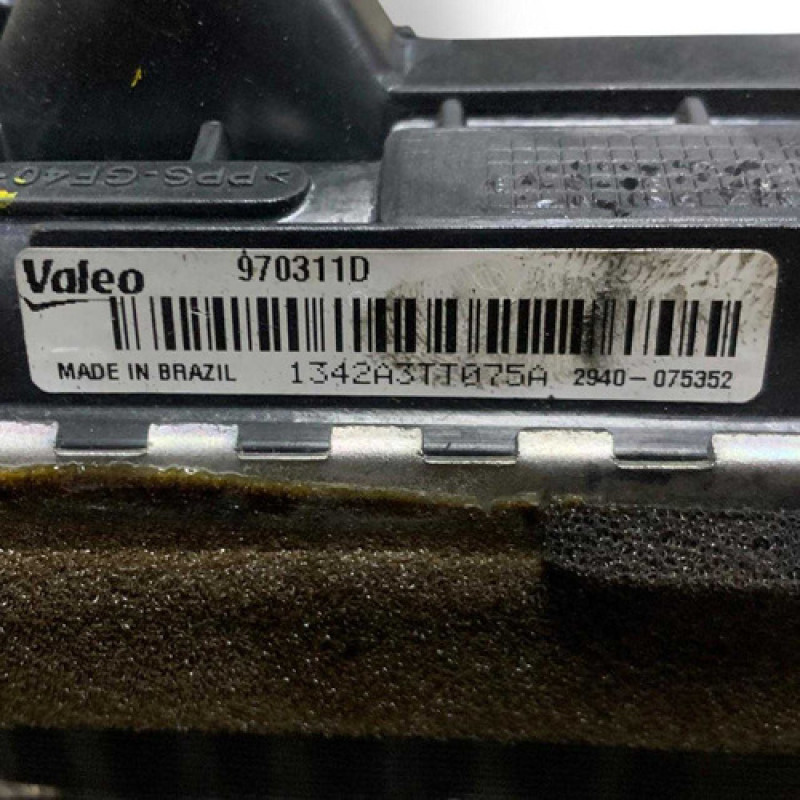 >PPS-GF40
Valeo 970311D
MADE IN BRAZIL 1342A3TT075A 2940-075352